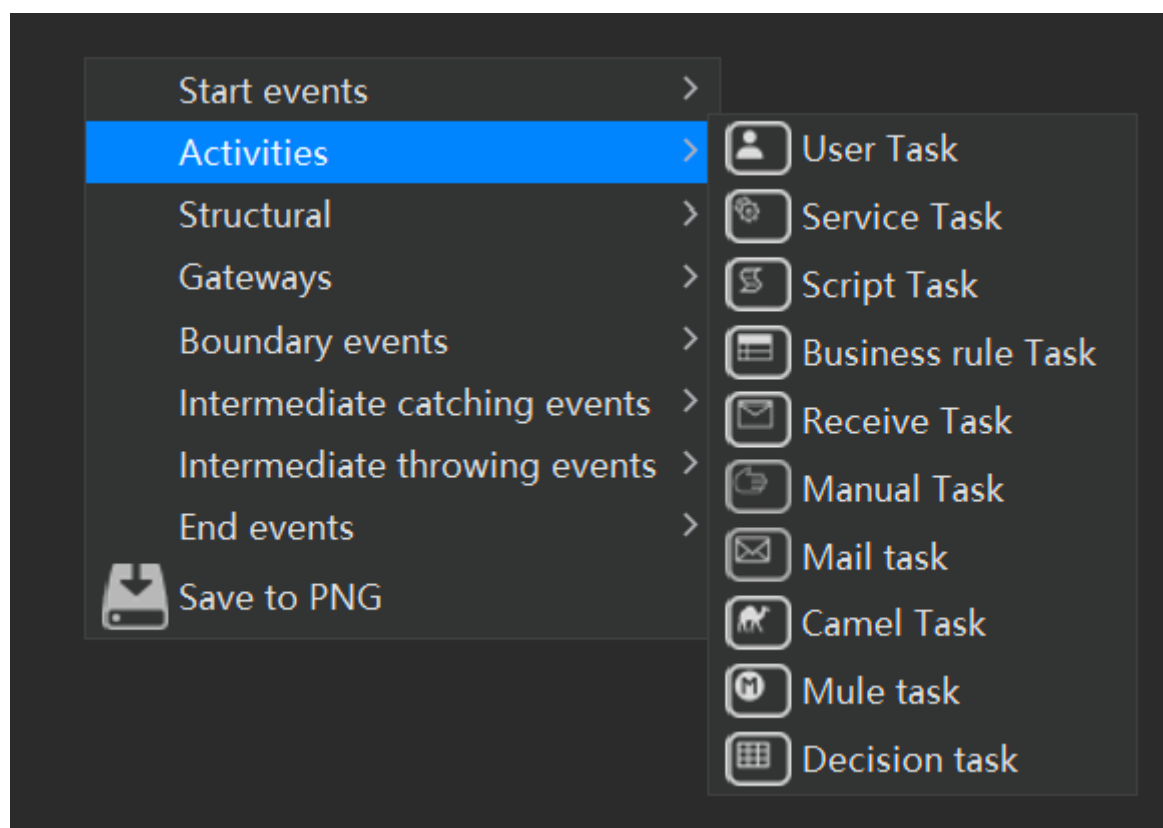 Start events
Activities
Structural
Gateways
Boundary events
Intermediate catching events
Intermediate throwing events
End events
Save to PNG
User Task
Service Task
Script Task
Business rule Task
Receive Task
Manual Task
Mail task
Camel Task
Mule task
Decision task